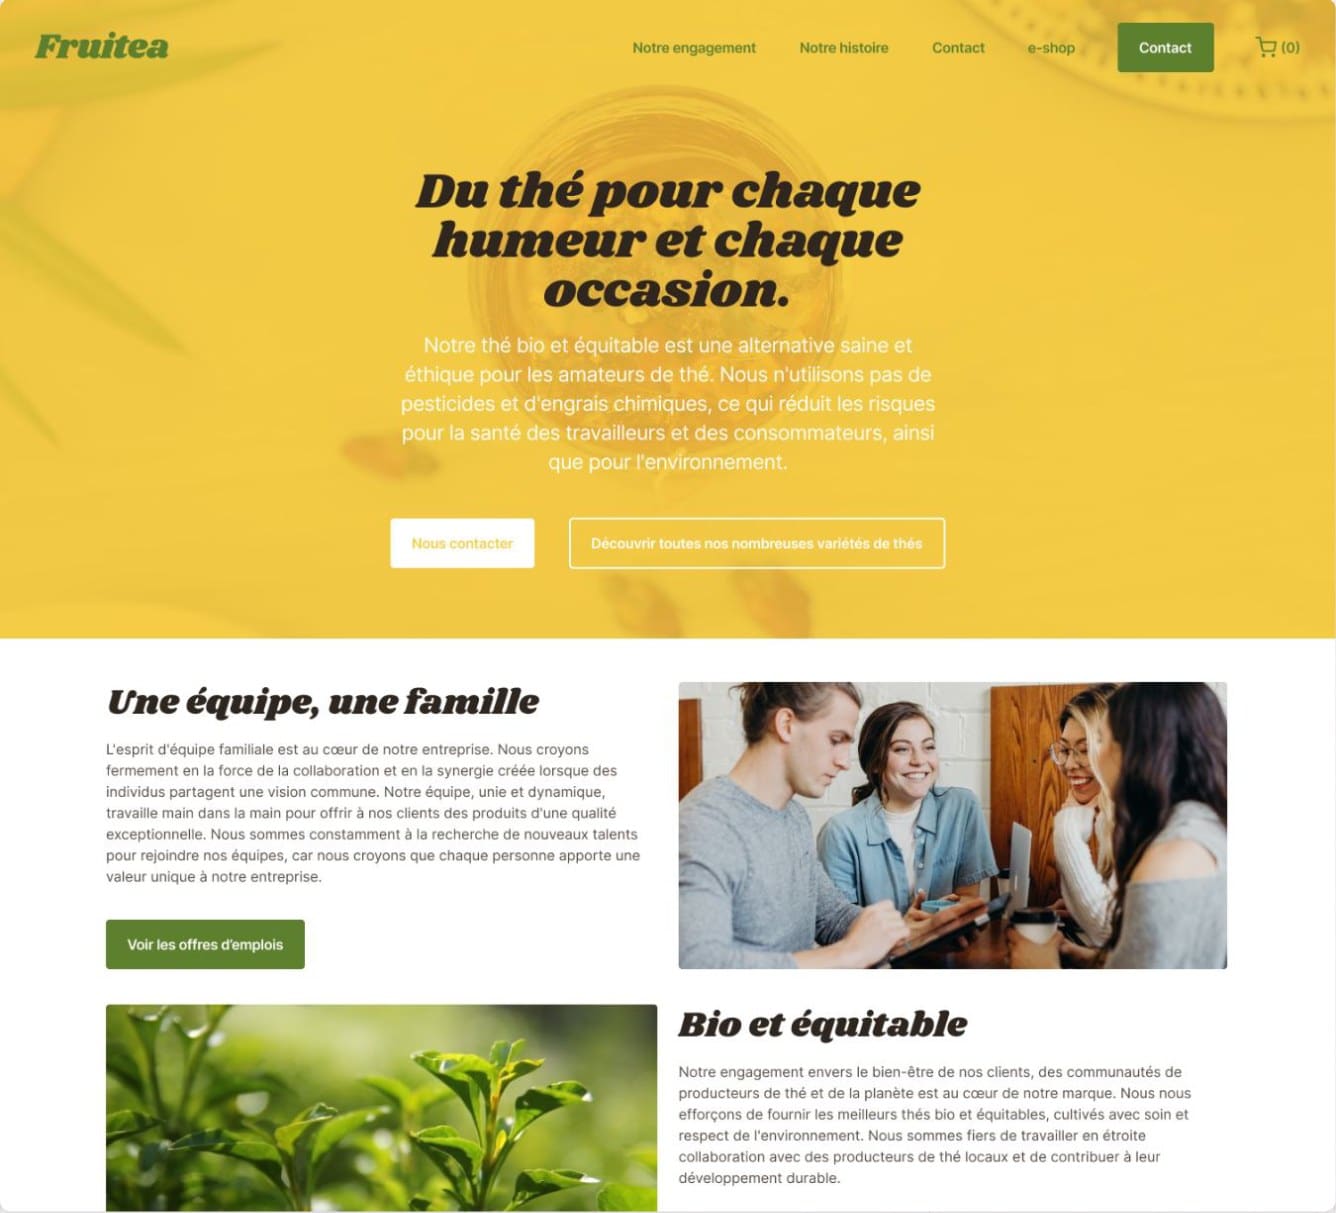 Fruitea
Notre engagement
Notre histoire
Contact
e-shop
Contact
(0)
Du thé pour chaque
humeur et chaque
occasion.
Notre thé bio et équitable est une alternative saine et
éthique pour les amateurs de thé. Nous n'utilisons pas de
pesticides et d'engrais chimiques, ce qui réduit les risques
pour la santé des travailleurs et des consommateurs, ainsi
que pour l'environnement.
Nous contacter
Découvrir toutes nos nombreuses variétés de thés
Une équipe, une famille
L'esprit d'équipe familiale est au cœur de notre entreprise. Nous croyons
fermement en la force de la collaboration et en la synergie créée lorsque des
individus partagent une vision commune. Notre équipe, unie et dynamique,
travaille main dans la main pour offrir à nos clients des produits d'une qualité
exceptionnelle. Nous sommes constamment à la recherche de nouveaux talents
pour rejoindre nos équipes, car nous croyons que chaque personne apporte une
valeur unique à notre entreprise.
Voir les offres d'emplois
Bio et équitable
Notre engagement envers le bien-être de nos clients, des communautés de
producteurs de thé et de la planète est au cœur de notre marque. Nous nous
efforçons de fournir les meilleurs thés bio et équitables, cultivés avec soin et
respect de l'environnement. Nous sommes fiers de travailler en étroite
collaboration avec des producteurs de thé locaux et de contribuer à leur
développement durable.